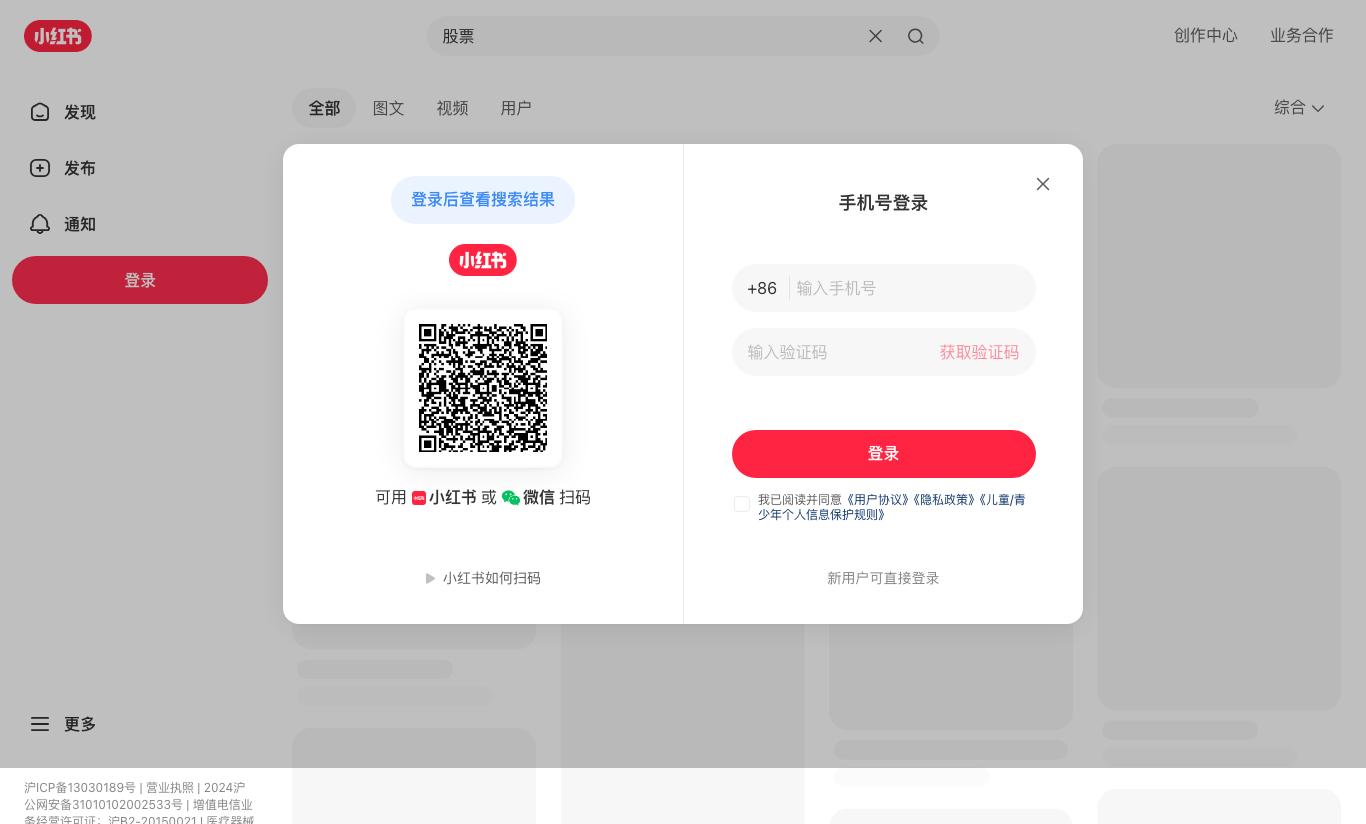 小红书
股票
创作中心
业务合作
发现
发布
通知
登录
全部
图文
视频
用户
综合
登录后查看搜索结果
小红书
可用 小红书 或 微信 扫码
小红书如何扫码
手机号登录
+86 输入手机号
输入验证码 获取验证码
登录
我已阅读并同意《用户协议》《隐私政策》《儿童/青
少年个人信息保护规则》
新用户可直接登录
更多
沪ICP备13030189号 | 营业执照 | 2024沪
公网安备31010102002533号 | 增值电信业
务经营许可证：沪B2-20150021 | 医疗器械